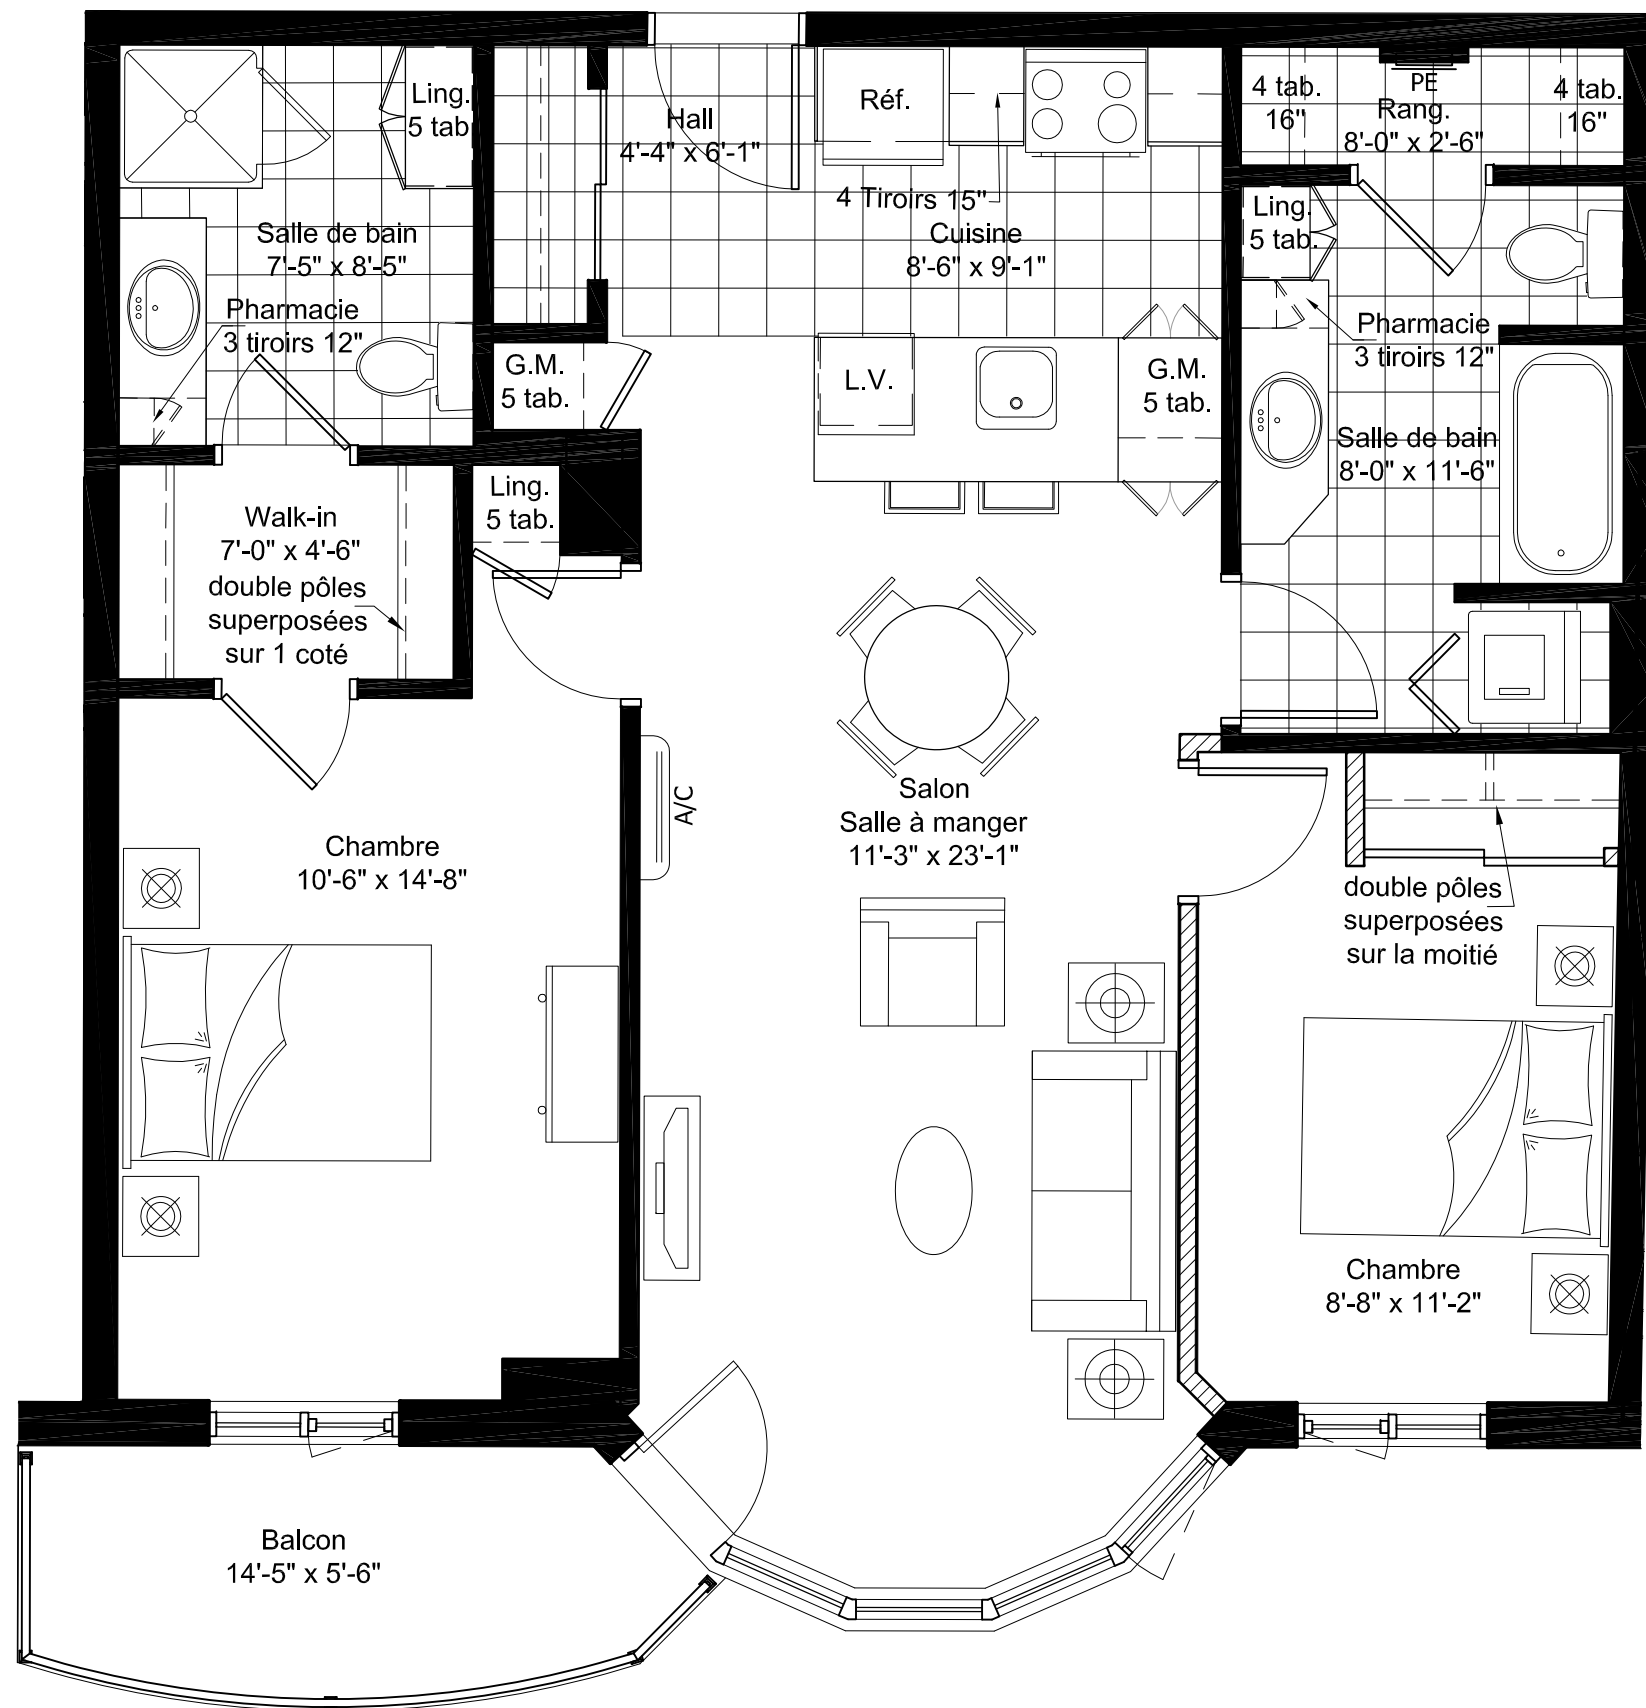 Ling.
5 tab.
Hall
4'-4" x 6'-1"
Réf.
4 tab.
16"
PE
Rang.
8'-0" x 2'-6"
4 tab.
16"
4 Tiroirs 15"
Cuisine
8'-6" x 9'-1"
Salle de bain
7'-5" x 8'-5"
Pharmacie
3 tiroirs 12"
Ling.
5 tab.
Pharmacie
3 tiroirs 12"
G.M.
5 tab.
L.V.
G.M.
5 tab.
Salle de bain
8'-0" x 11'-6"
Ling.
5 tab.
Walk-in
7'-0" x 4'-6"
double pôles
superposées
sur 1 coté
A/C
Salon
Salle à manger
11'-3" x 23'-1"
Chambre
10'-6" x 14'-8"
double pôles
superposées
sur la moitié
Chambre
8'-8" x 11'-2"
Balcon
14'-5" x 5'-6"